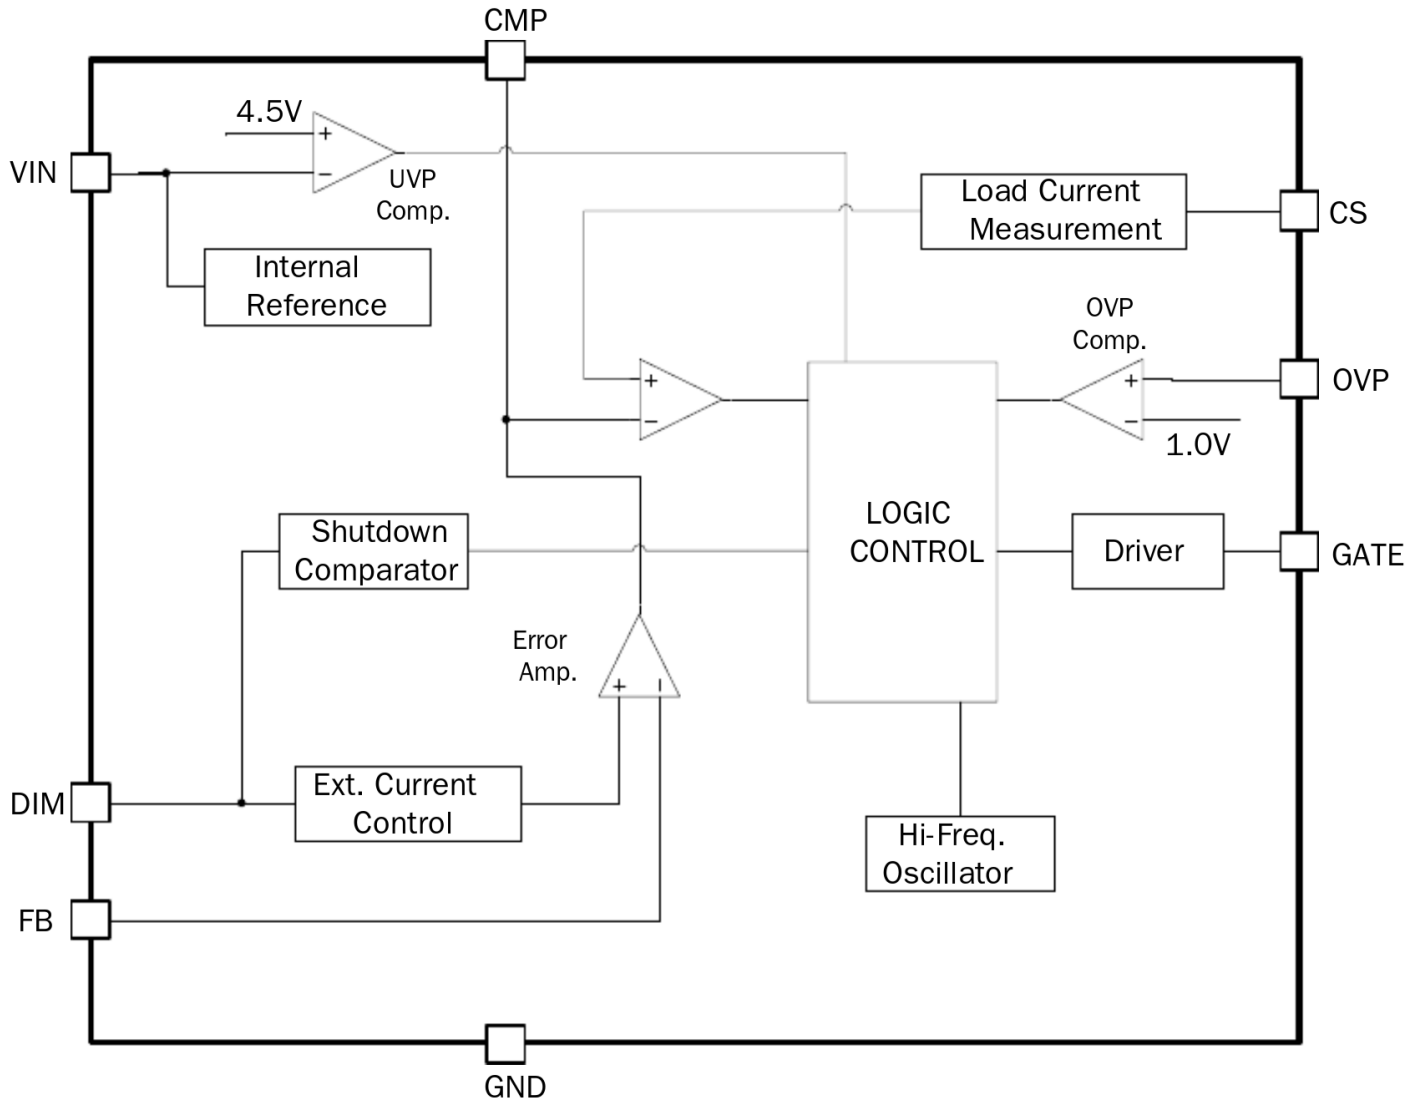 CMP
4.5V
+
−
VIN
UVP
Comp.
Load Current
Measurement
CS
Internal
Reference
OVP
Comp.
+
−
+
−
OVP
1.0V
LOGIC
CONTROL
Shutdown
Comparator
Driver
GATE
Error
Amp.
+
−
DIM
Ext. Current
Control
Hi-Freq.
Oscillator
FB
GND